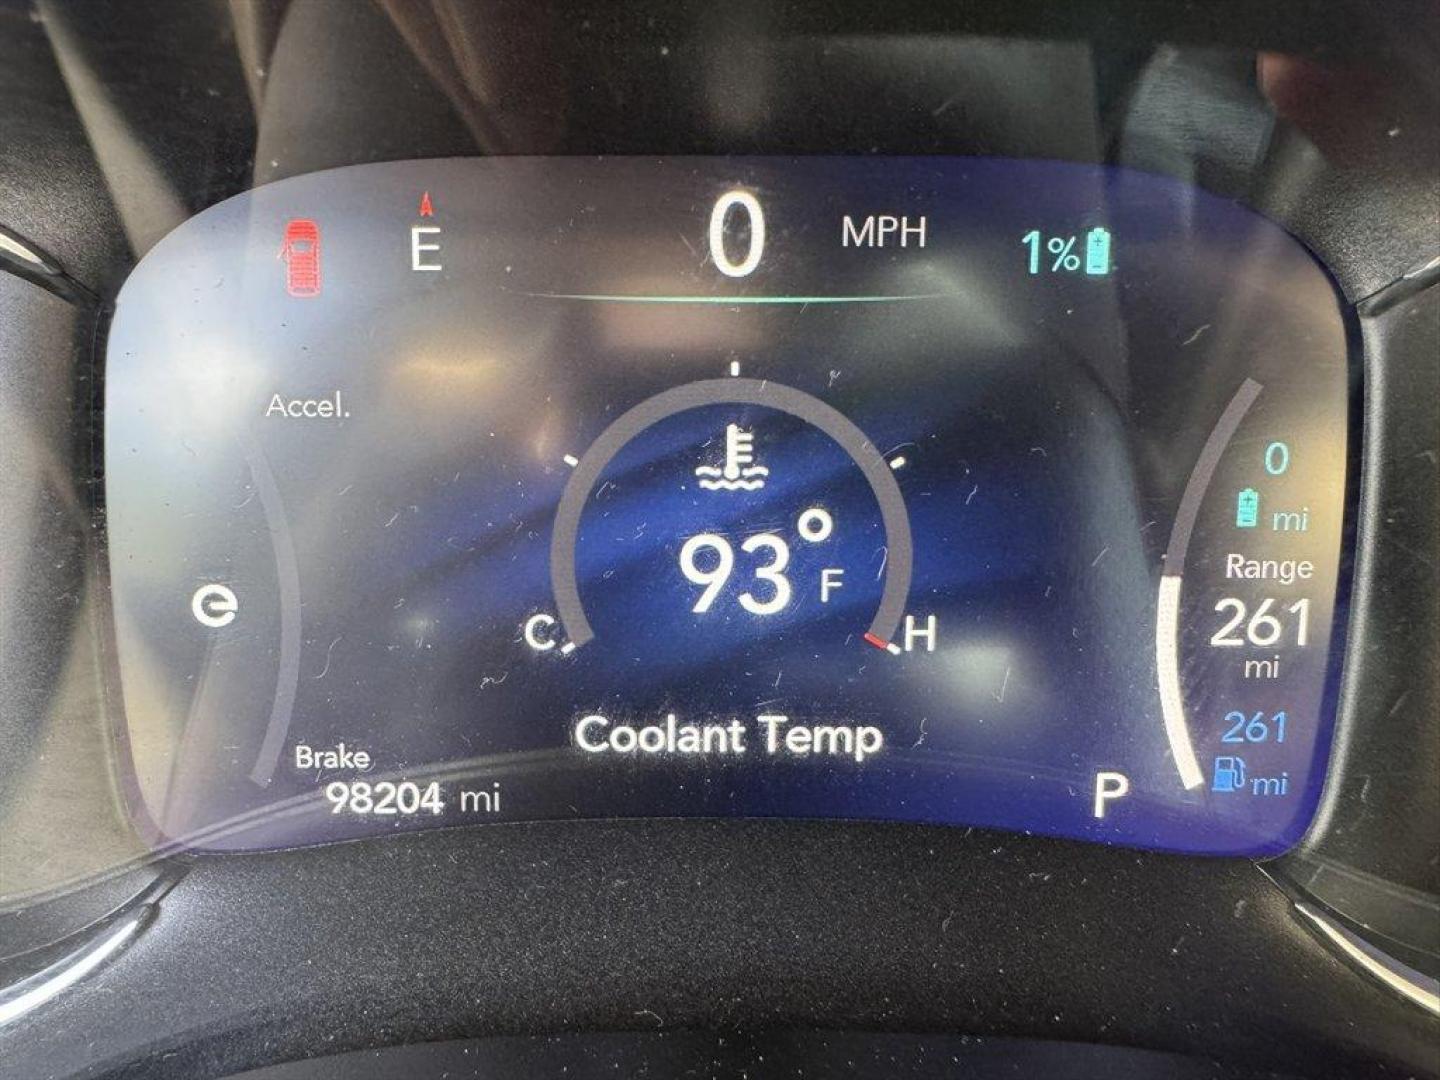 E
0 MPH
1%
Accel.
0
mi
Range
261
mi
93° F
C H
Coolant Temp
261
mi
Brake
98204 mi
P